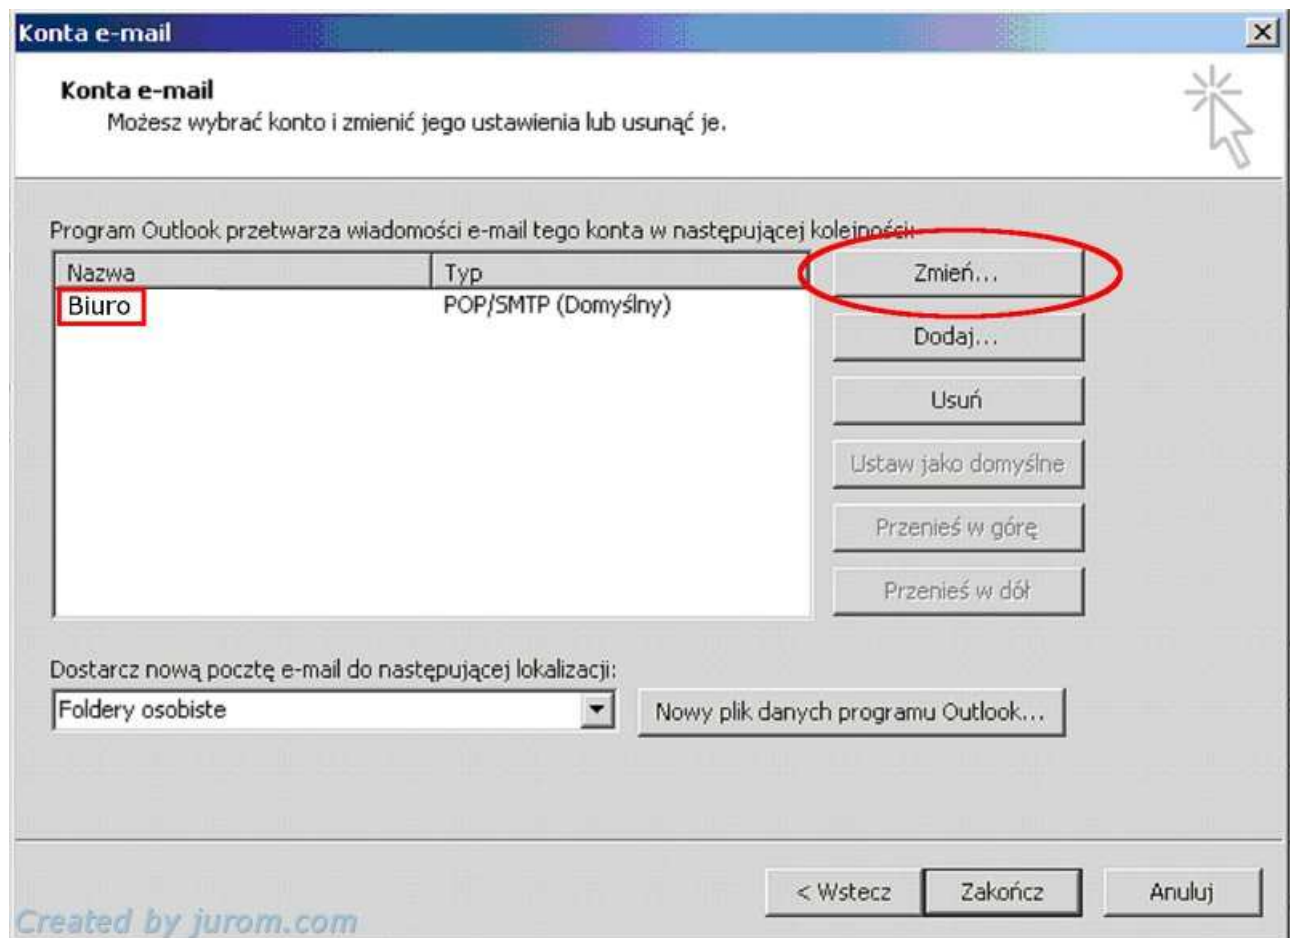 Konta e-mail
Konta e-mail
Możesz wybrać konto i zmienić jego ustawienia lub usunąć je.
Program Outlook przetwarza wiadomości e-mail tego konta w następującej kolejności:
Nazwa Typ
Biuro POP/SMTP (Domyślny)
Zmień...
Dodaj...
Usuń
Ustaw jako domyślne
Przenieś w górę
Przenieś w dół
Dostarcz nową pocztę e-mail do następującej lokalizacji:
Foldery osobiste Nowy plik danych programu Outlook...
< Wstecz Zakończ Anuluj
Created by jurom.com